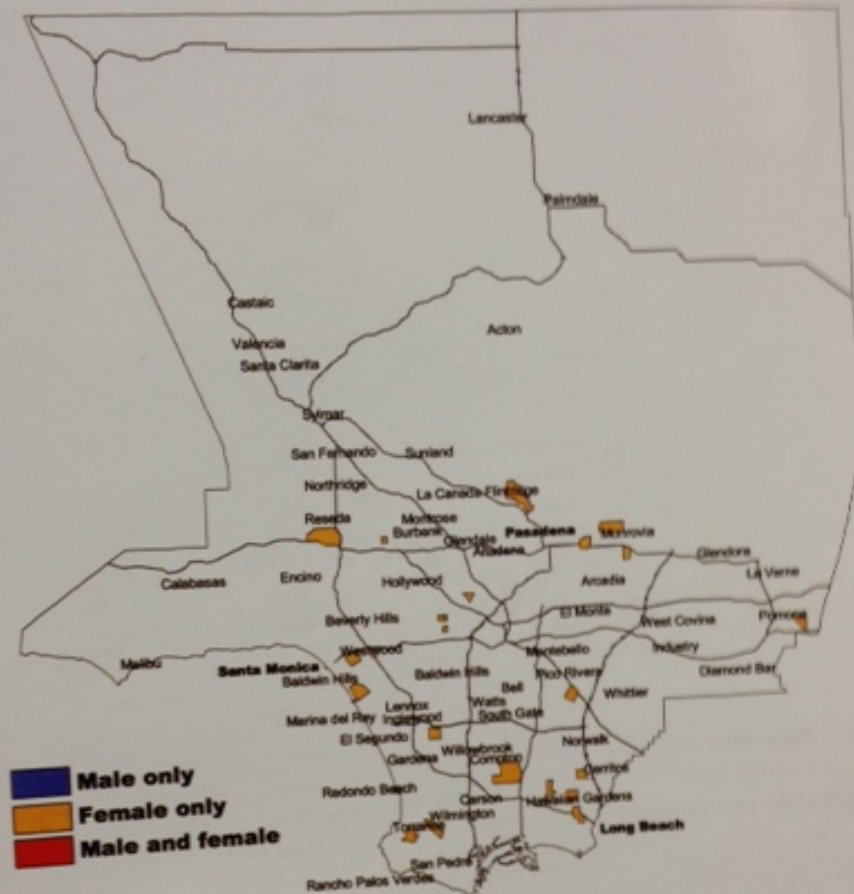 Lancaster
Palmdale
Castaic
Acton
Valencia
Santa Clarita
Sylmar
San Fernando
Sunland
Northridge
La Canada-Flintridge
Reseda
Montrose
Burbank
Pasadena
Monrovia
Glendale
Altadena
Glendora
Calabasas
Encino
Hollywood
Arcadia
La Verne
Beverly Hills
El Monte
West Covina
Pomona
Malibu
Westwood
Montebello
Industry
Santa Monica
Baldwin Hills
Baldwin Hills
Pico Rivera
Diamond Bar
Bell
Whittier
Marina del Rey
Lennox
Watts
Inglewood
South Gate
El Segundo
Norwalk
Gardena
Willowbrook
Compton
Cerritos
Redondo Beach
Carson
Hawaiian Gardens
Wilmington
Torrance
Long Beach
San Pedro
Rancho Palos Verdes
Male only
Female only
Male and female